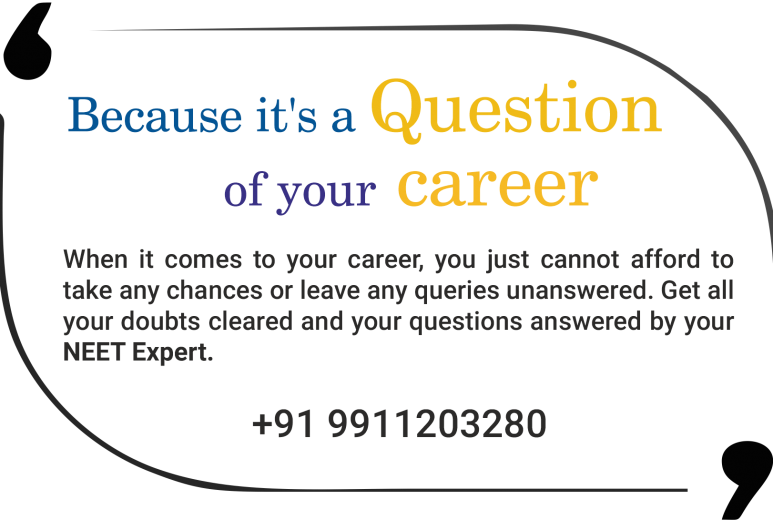 Because it's a Question
of your career
When it comes to your career, you just cannot afford to
take any chances or leave any queries unanswered. Get all
your doubts cleared and your questions answered by your
NEET Expert.
+91 9911203280